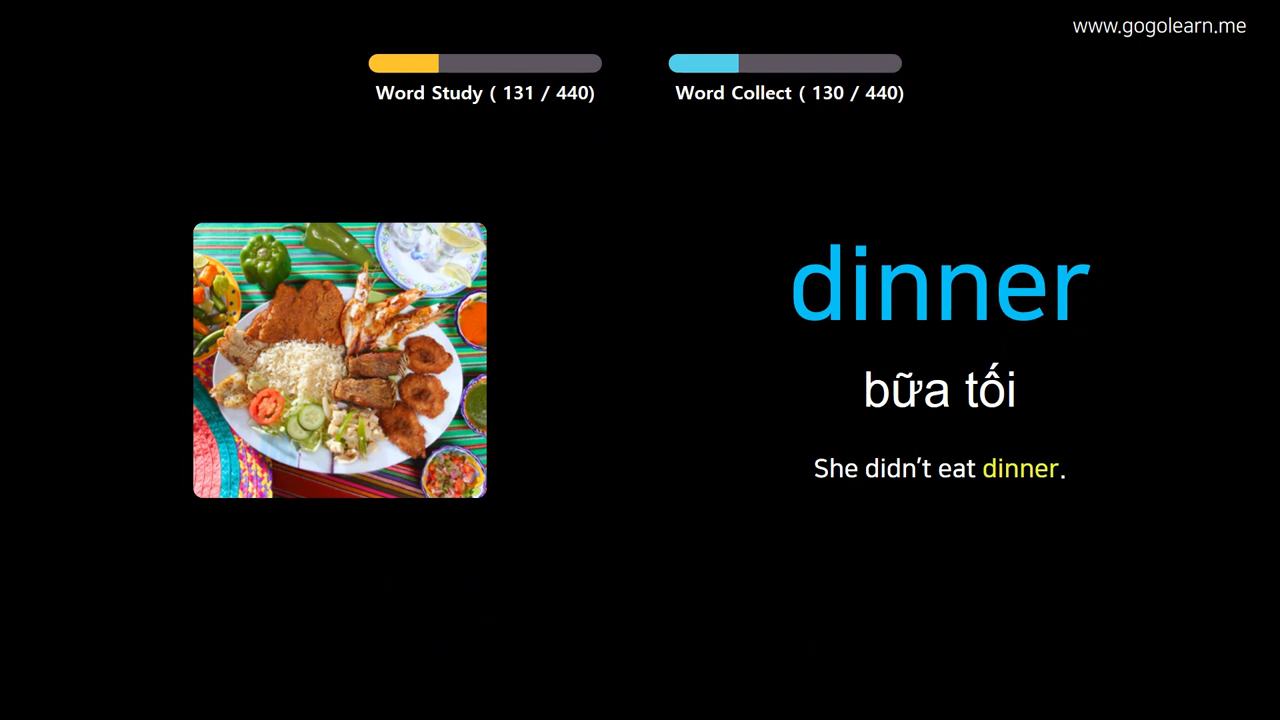 www.gogolearn.me
Word Study ( 131 / 440)
Word Collect ( 130 / 440)
dinner
bữa tối
She didn’t eat dinner.